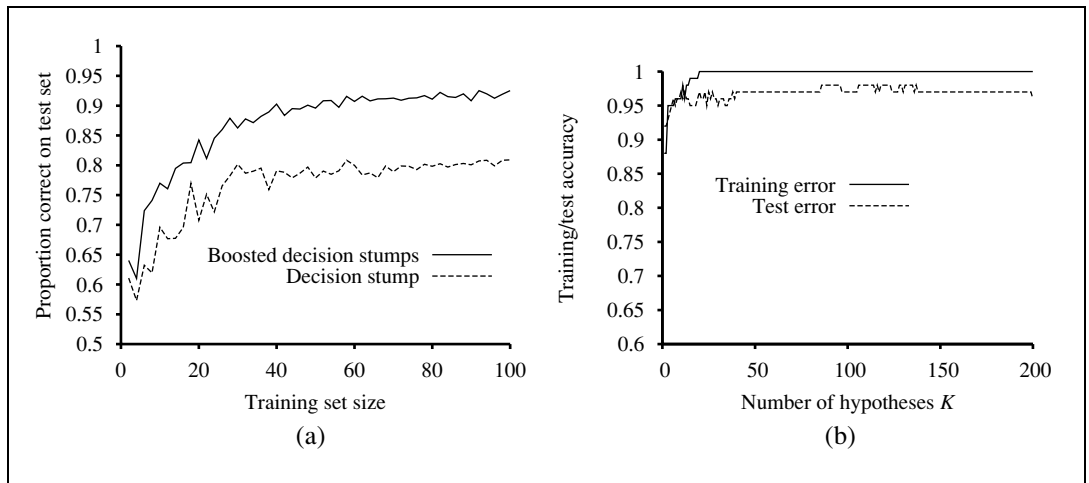 Proportion correct on test set
1
0.95
0.9
0.85
0.8
0.75
0.7
0.65
0.6
0.55
0.5
Boosted decision stumps
Decision stump
0 20 40 60 80 100
Training set size
(a)
Training/test accuracy
1
0.95
0.9
0.85
0.8
0.75
0.7
0.65
0.6
Training error
Test error
0 50 100 150 200
Number of hypotheses K
(b)